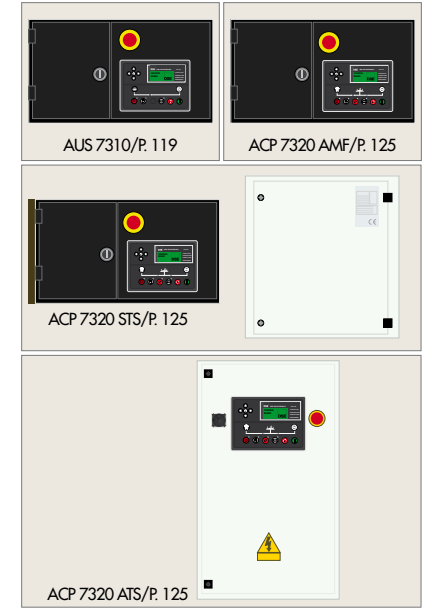 AUS 7310/P. 119
ACP 7320 AMF/P. 125
CE
ACP 7320 STS/P. 125
ACP 7320 ATS/P. 125